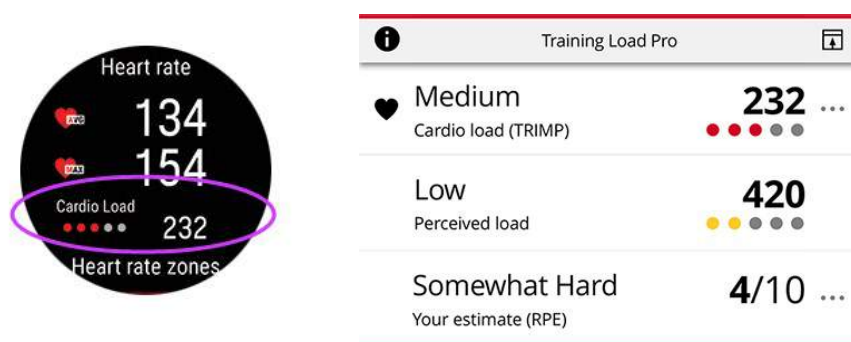 Heart rate
AVG 134
MAX 154
Cardio Load
232
Heart rate zones
Training Load Pro
Medium 232
Cardio load (TRIMP)
Low 420
Perceived load
Somewhat Hard 4/10
Your estimate (RPE)